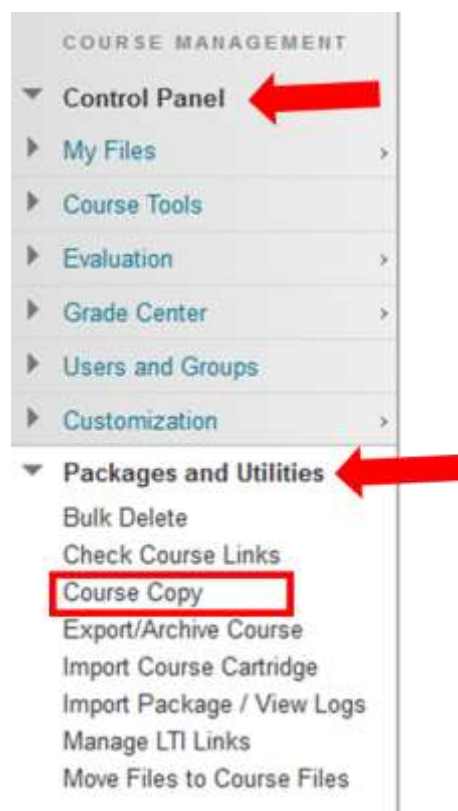 COURSE MANAGEMENT
Control Panel
My Files
Course Tools
Evaluation
Grade Center
Users and Groups
Customization
Packages and Utilities
Bulk Delete
Check Course Links
Course Copy
Export/Archive Course
Import Course Cartridge
Import Package / View Logs
Manage LTI Links
Move Files to Course Files